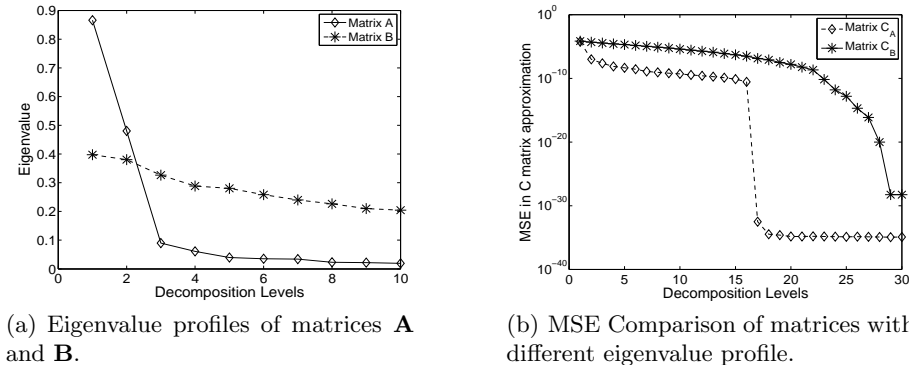 0.9
0.8
0.7
0.6
0.5
0.4
0.3
0.2
0.1
0
Eigenvalue
Matrix A
Matrix B
0 2 4 6 8 10
Decomposition Levels
(a) Eigenvalue profiles of matrices A
and B.
10^0
10^-10
10^-20
10^-30
10^-40
MSE in C matrix approximation
Matrix C_A
Matrix C_B
0 5 10 15 20 25 30
Decomposition Levels
(b) MSE Comparison of matrices with
different eigenvalue profile.